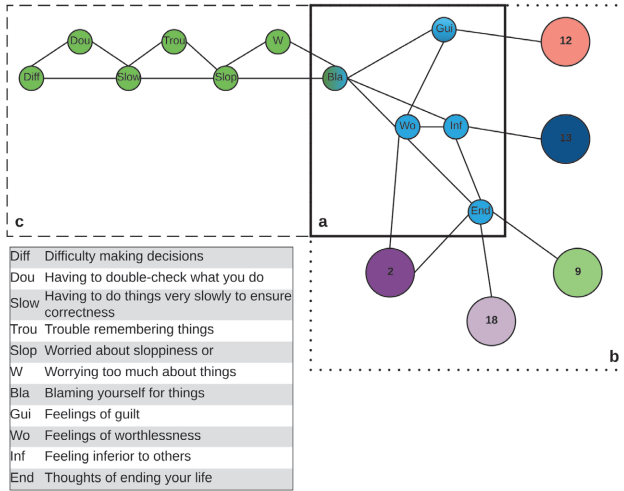 Gui
12
Dou
Trou
W
Diff
Slow
Slop
Bla
Wo
Inf
13
c
a
End
2
9
18
b
Diff Difficulty making decisions
Dou Having to double-check what you do
Slow Having to do things very slowly to ensure
correctness
Trou Trouble remembering things
Slop Worried about sloppiness or
W Worrying too much about things
Bla Blaming yourself for things
Gui Feelings of guilt
Wo Feelings of worthlessness
Inf Feeling inferior to others
End Thoughts of ending your life